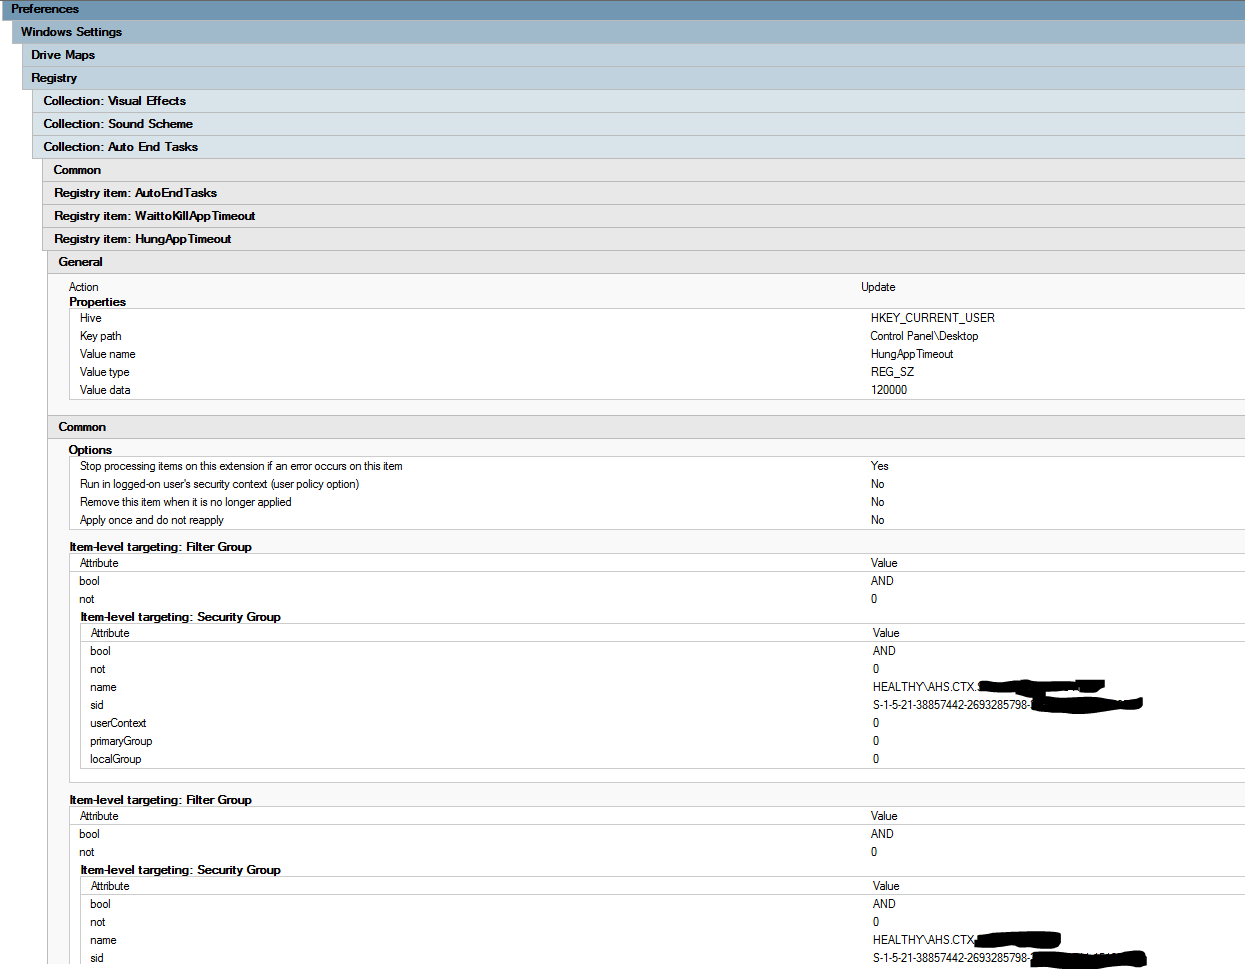 Preferences
Windows Settings
Drive Maps
Registry
Collection: Visual Effects
Collection: Sound Scheme
Collection: Auto End Tasks
Common
Registry item: AutoEndTasks
Registry item: WaittoKillAppTimeout
Registry item: HungAppTimeout
General
Action Update
Properties
Hive HKEY_CURRENT_USER
Key path Control Panel\Desktop
Value name HungAppTimeout
Value type REG_SZ
Value data 120000
Common
Options
Stop processing items on this extension if an error occurs on this item Yes
Run in logged-on user's security context (user policy option) No
Remove this item when it is no longer applied No
Apply once and do not reapply No
Item-level targeting: Filter Group
Attribute Value
bool AND
not 0
Item-level targeting: Security Group
Attribute Value
bool AND
not 0
name HEALTHY\AHS.CTX.
sid S-1-5-21-38857442-2693285798-
userContext 0
primaryGroup 0
localGroup 0
Item-level targeting: Filter Group
Attribute Value
bool AND
not 0
Item-level targeting: Security Group
Attribute Value
bool AND
not 0
name HEALTHY\AHS.CTX
sid S-1-5-21-38857442-2693285798-